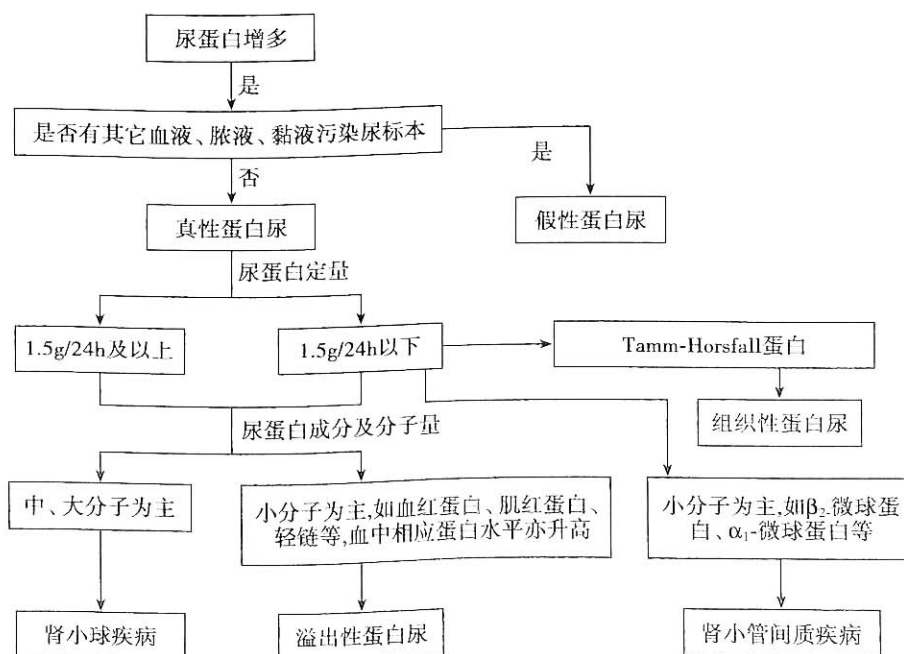 尿蛋白增多
是
是否有其它血液、脓液、黏液污染尿标本
是
否
真性蛋白尿
假性蛋白尿
尿蛋白定量
1.5g/24h及以上
1.5g/24h以下
Tamm-Horsfall蛋白
尿蛋白成分及分子量
组织性蛋白尿
中、大分子为主
小分子为主,如血红蛋白、肌红蛋白、
轻链等,血中相应蛋白水平亦升高
小分子为主,如β₂-微球蛋
白、α₁-微球蛋白等
肾小球疾病
溢出性蛋白尿
肾小管间质疾病